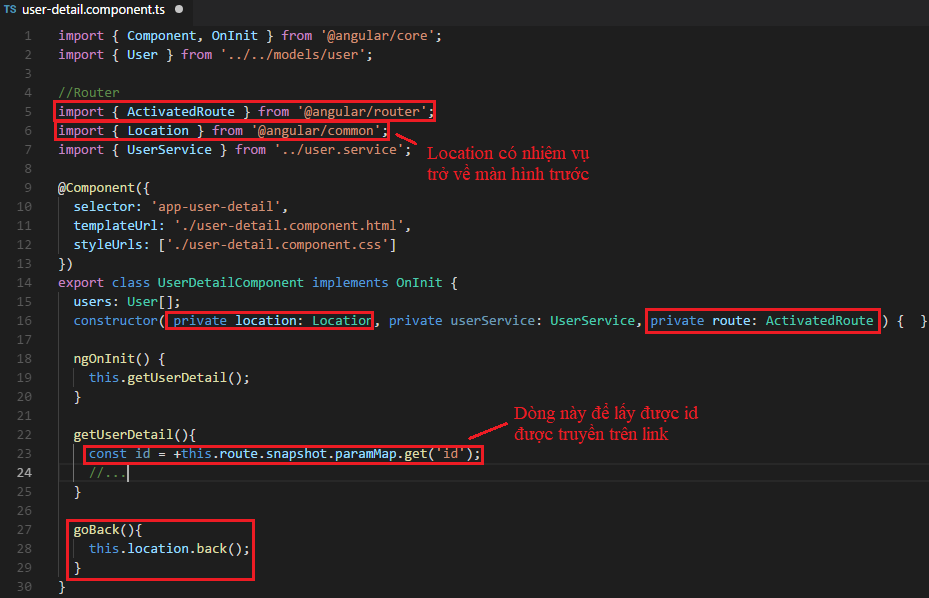 TS user-detail.component.ts ●
1 import { Component, OnInit } from '@angular/core';
2 import { User } from '../../models/user';
3
4 //Router
5 import { ActivatedRoute } from '@angular/router';
6 import { Location } from '@angular/common';
7 import { UserService } from '../user.service';
Location có nhiệm vụ
trở về màn hình trước
8
9 @Component({
10   selector: 'app-user-detail',
11   templateUrl: './user-detail.component.html',
12   styleUrls: ['./user-detail.component.css']
13 })
14 export class UserDetailComponent implements OnInit {
15   users: User[];
16   constructor( private location: Location, private userService: UserService, private route: ActivatedRoute ) {  }
17
18   ngOnInit() {
19     this.getUserDetail();
20   }
21
Dòng này để lấy được id
được truyền trên link
22   getUserDetail(){
23     const id = +this.route.snapshot.paramMap.get('id');
24     //...
25   }
26
27   goBack(){
28     this.location.back();
29   }
30 }